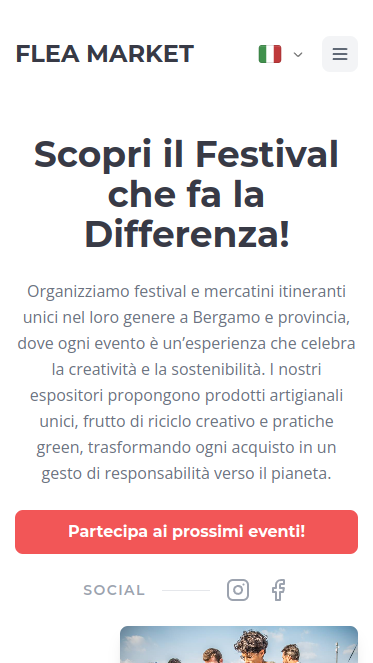 FLEA MARKET
Scopri il Festival
che fa la
Differenza!
Organizziamo festival e mercatini itineranti
unici nel loro genere a Bergamo e provincia,
dove ogni evento è un’esperienza che celebra
la creatività e la sostenibilità. I nostri
espositori propongono prodotti artigianali
unici, frutto di riciclo creativo e pratiche
green, trasformando ogni acquisto in un
gesto di responsabilità verso il pianeta.
Partecipa ai prossimi eventi!
SOCIAL